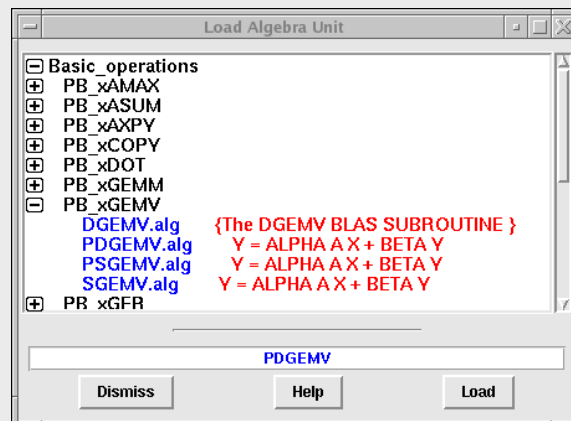 Load Algebra Unit
Basic_operations
PB_xAMAX
PB_xASUM
PB_xAXPY
PB_xCOPY
PB_xDOT
PB_xGEMM
PB_xGEMV
DGEMV.alg {The DGEMV BLAS SUBROUTINE }
PDGEMV.alg Y = ALPHA A X + BETA Y
PSGEMV.alg Y = ALPHA A X + BETA Y
SGEMV.alg Y = ALPHA A X + BETA Y
PB_xGER
PDGEMV
Dismiss Help Load